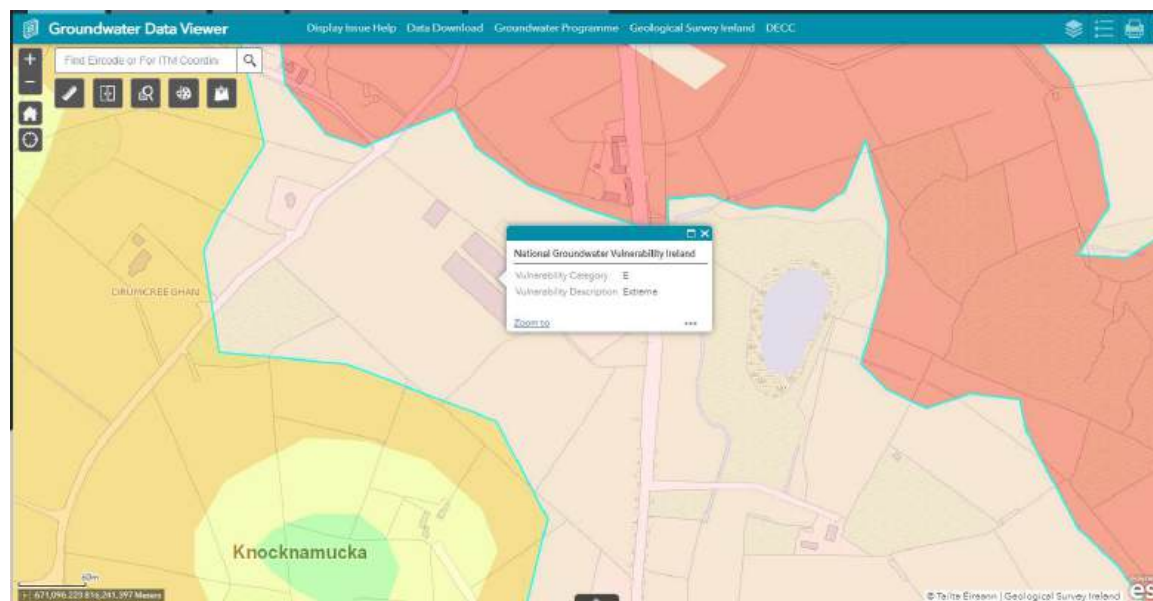 Groundwater Data Viewer
Display Issue Help Data Download Groundwater Programme Geological Survey Ireland DECC
Find Eircode or For ITM Coordin
National Groundwater Vulnerability Ireland
Vulnerability Category E
Vulnerability Description Extreme
Zoom to
DRUMCREEGHAN
Knocknamucka
60m
671,096.220 816,241.397 Meters
© Tailte Éireann | Geological Survey Ireland